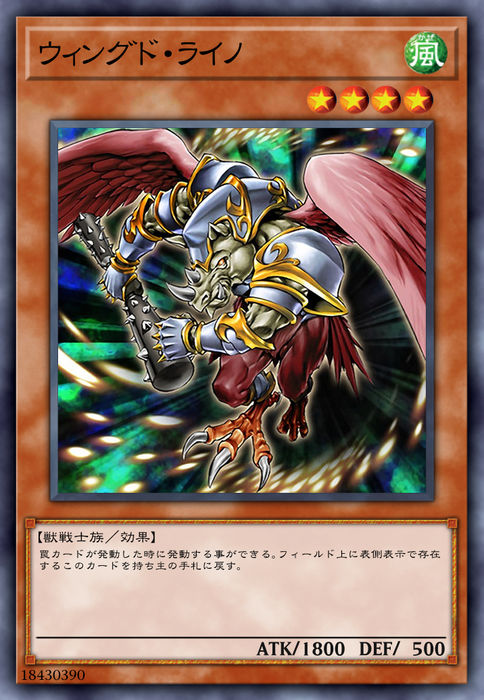 ウィングド・ライノ
風
かぜ
【獣戦士族／効果】
罠カードが発動した時に発動する事ができる。フィールド上に表側表示で存在
するこのカードを持ち主の手札に戻す。
ATK/1800 DEF/ 500
18430390